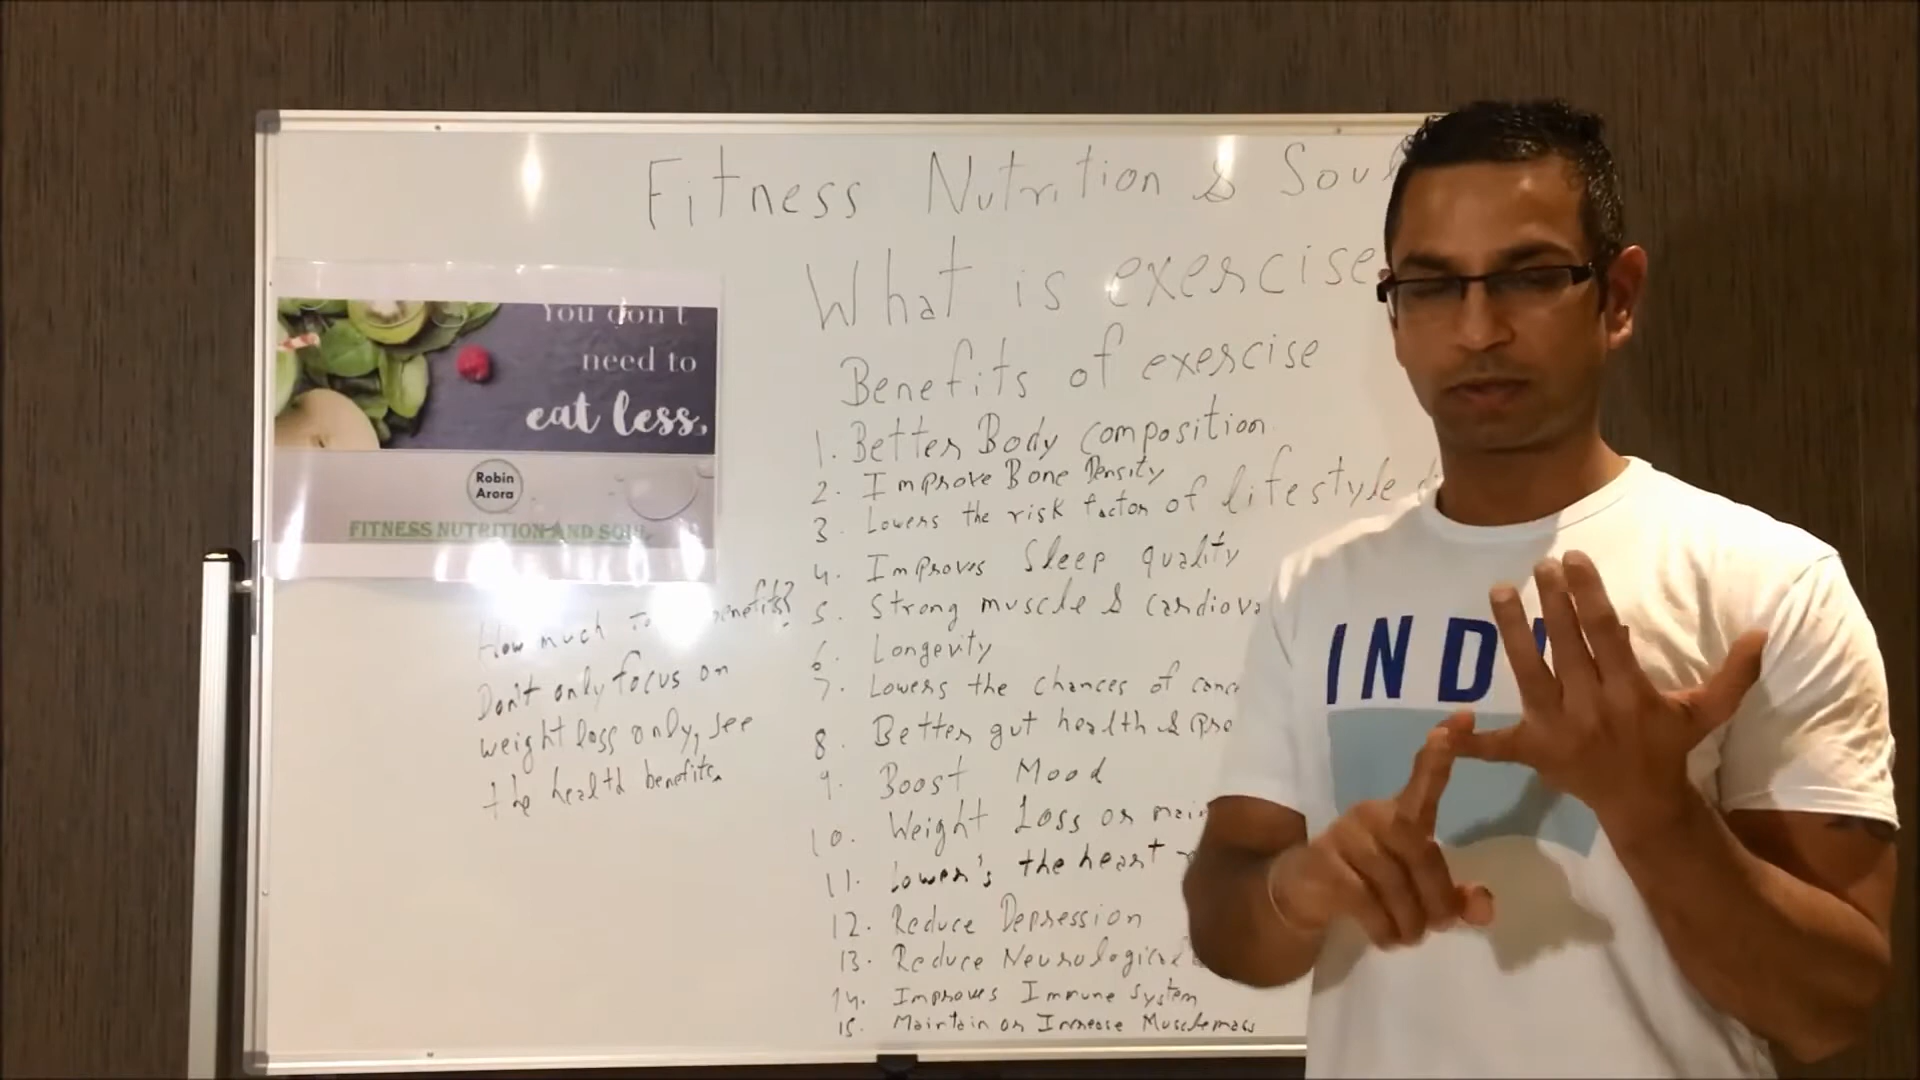 Fitness Nutrition & Soul
What is exercise
Benefits of exercise
1. Better Body composition
2. Improve Bone Density
3. Lowers the risk factor of lifestyle
4. Improves Sleep quality
5. Strong muscle & cardiova
6. Longevity
7. Lowers the chances of canc
8. Better gut health & Pro
9. Boost Mood
10. Weight Loss or main
11. Lower's the heart
12. Reduce Depression
13. Reduce Neurological
14. Improves Immune System
15. Maintain or Increase Muscle mass
You don't
need to
eat less,
Robin
Arora
FITNESS NUTRITION AND SOUL
How much to benefits?
Don't only focus on
weight loss only, see
the health benefits.
IND